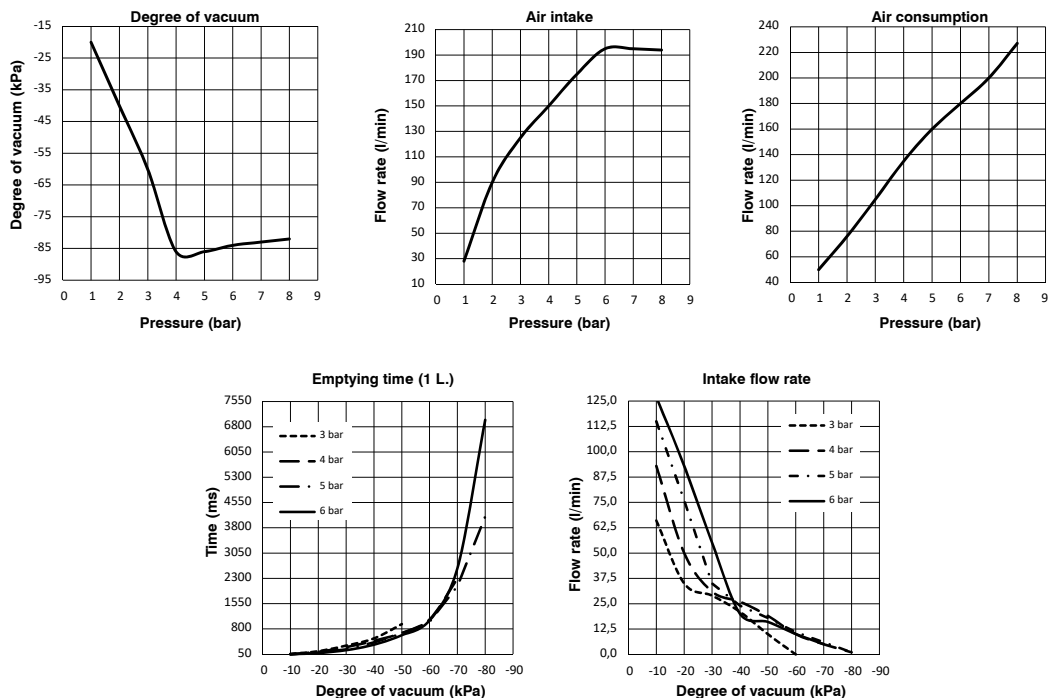 Degree of vacuum
-15
-25
-35
-45
-55
-65
-75
-85
-95
Degree of vacuum (kPa)
0 1 2 3 4 5 6 7 8 9
Pressure (bar)
Air intake
210
190
170
150
130
110
90
70
50
30
10
Flow rate (l/min)
0 1 2 3 4 5 6 7 8 9
Pressure (bar)
Air consumption
240
220
200
180
160
140
120
100
80
60
40
Flow rate (l/min)
0 1 2 3 4 5 6 7 8 9
Pressure (bar)
Emptying time (1 L.)
7550
6800
6050
5300
4550
3800
3050
2300
1550
800
50
Time (ms)
3 bar
4 bar
5 bar
6 bar
0 -10 -20 -30 -40 -50 -60 -70 -80 -90
Degree of vacuum (kPa)
Intake flow rate
125,0
112,5
100,0
87,5
75,0
62,5
50,0
37,5
25,0
12,5
0,0
Flow rate (l/min)
3 bar
4 bar
5 bar
6 bar
0 -10 -20 -30 -40 -50 -60 -70 -80 -90
Degree of vacuum (kPa)